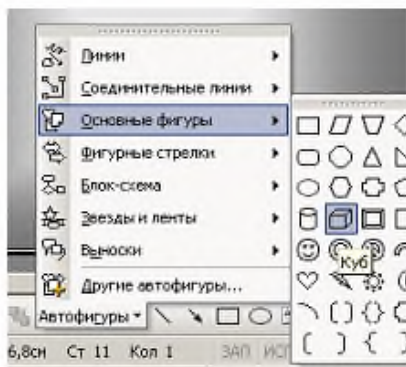 Линии
Соединительные линии
Основные фигуры
Фигурные стрелки
Блок-схема
Звезды и ленты
Выноски
Другие автофигуры...
Куб
Автофигуры
6,8см Ст 11 Кол 1 ЗАП